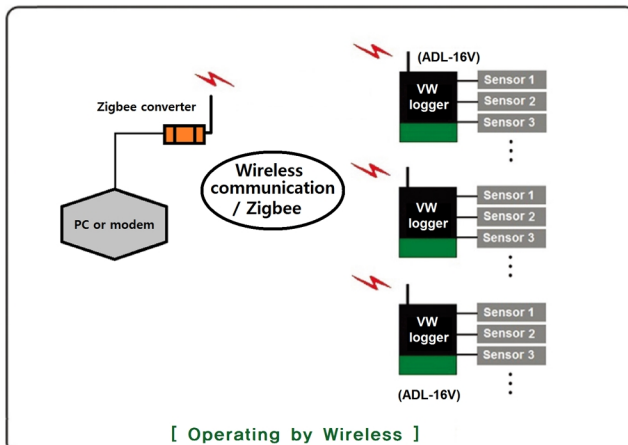 Zigbee converter
PC or modem
Wireless
communication
/ Zigbee
(ADL-16V)
VW
logger
Sensor 1
Sensor 2
Sensor 3
VW
logger
Sensor 1
Sensor 2
Sensor 3
VW
logger
Sensor 1
Sensor 2
Sensor 3
(ADL-16V)
[ Operating by Wireless ]